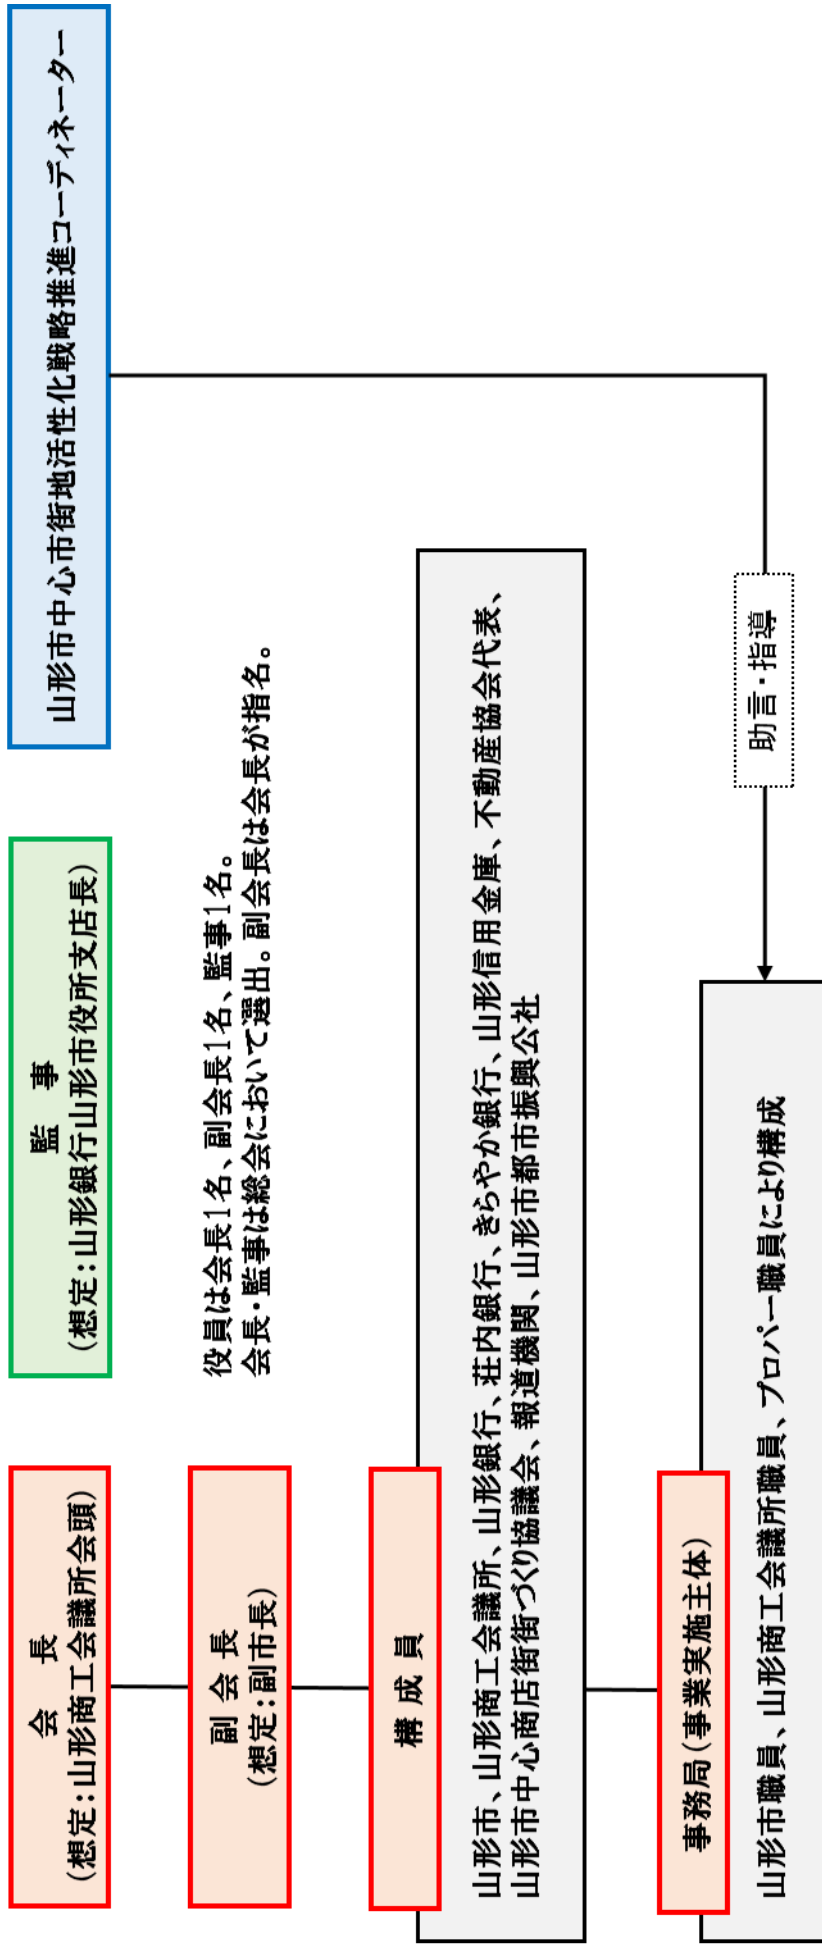 会　長
（想定：山形商工会議所会頭）
監　事
（想定：山形銀行山形市役所支店長）
山形市中心市街地活性化戦略推進コーディネーター
副 会 長
（想定：副市長）
役員は会長1名、副会長1名、監事1名。
会長・監事は総会において選出。副会長は会長が指名。
構 成 員
山形市、山形商工会議所、山形銀行、荘内銀行、きらやか銀行、山形信用金庫、不動産協会代表、
山形市中心商店街街づくり協議会、報道機関、山形市都市振興公社
助言・指導
事務局（事業実施主体）
山形市職員、山形商工会議所職員、プロパー職員により構成